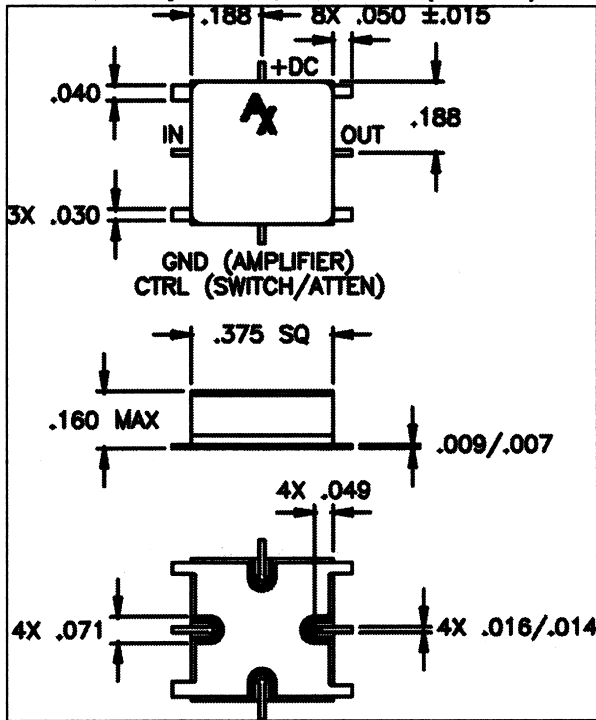 .188
8X .050 ±.015
+DC
.040
AX
.188
IN
OUT
3X .030
GND (AMPLIFIER)
CTRL (SWITCH/ATTEN)
.375 SQ
.160 MAX
.009/.007
4X .049
4X .071
4X .016/.014